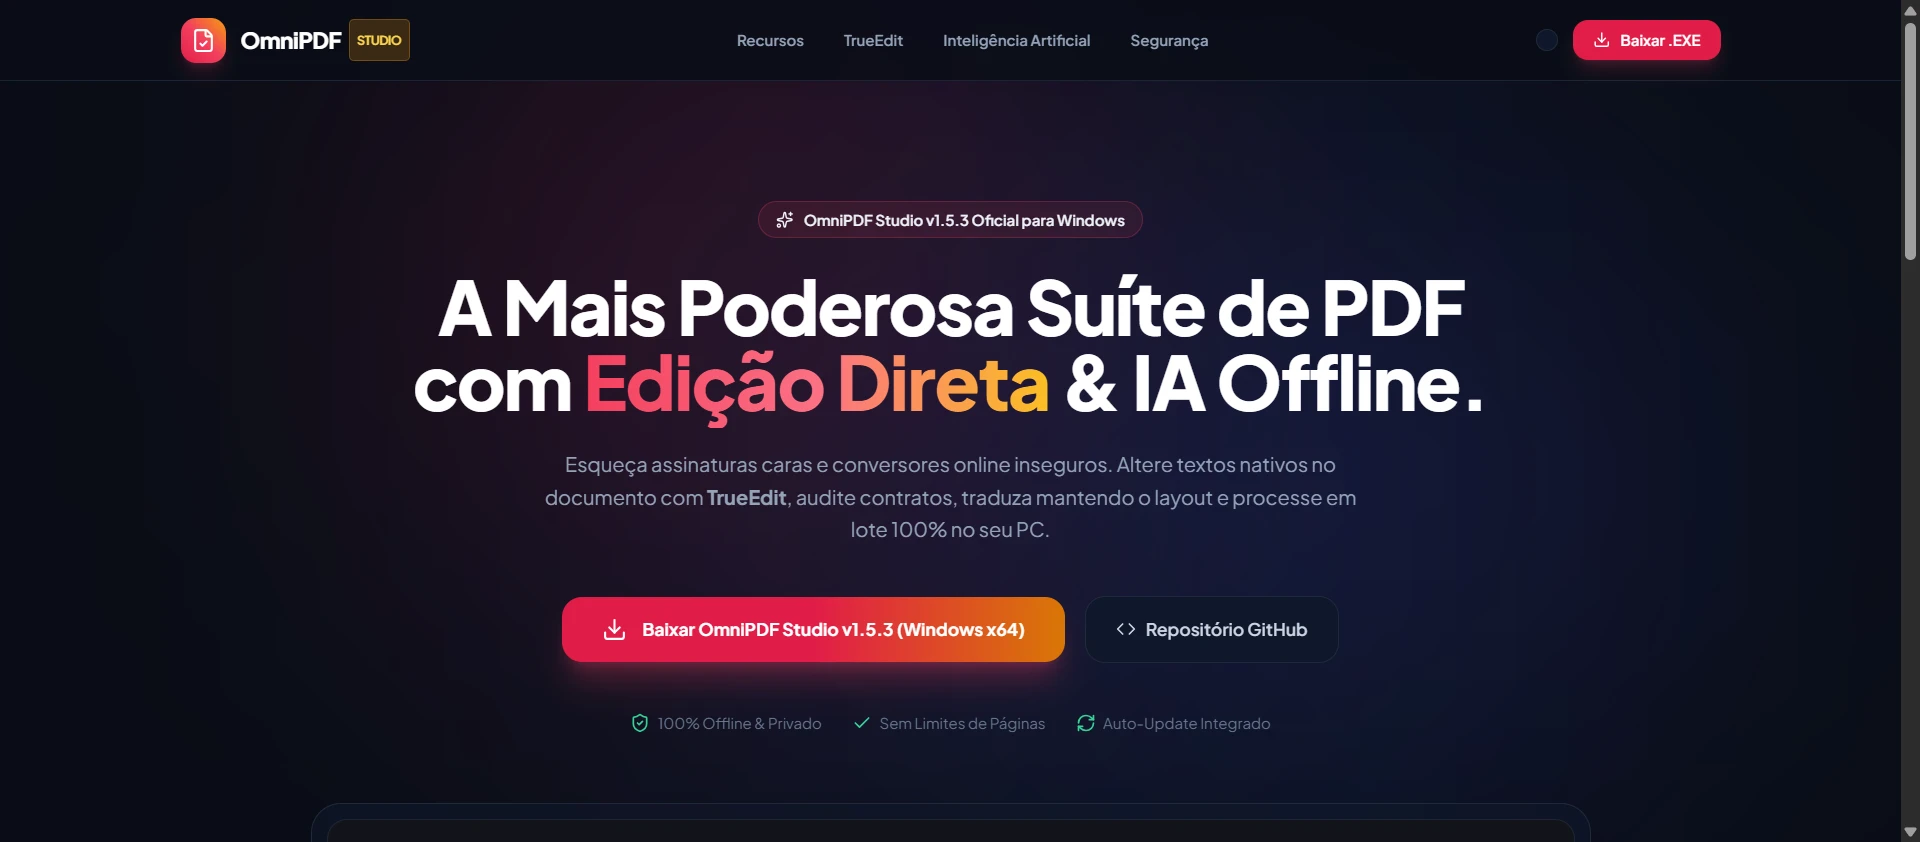 OmniPDF STUDIO
Recursos
TrueEdit
Inteligência Artificial
Segurança
Baixar .EXE
OmniPDF Studio v1.5.3 Oficial para Windows
A Mais Poderosa Suíte de PDF
com Edição Direta & IA Offline.
Esqueça assinaturas caras e conversores online inseguros. Altere textos nativos no
documento com TrueEdit, audite contratos, traduza mantendo o layout e processe em
lote 100% no seu PC.
Baixar OmniPDF Studio v1.5.3 (Windows x64)
Repositório GitHub
100% Offline & Privado
Sem Limites de Páginas
Auto-Update Integrado